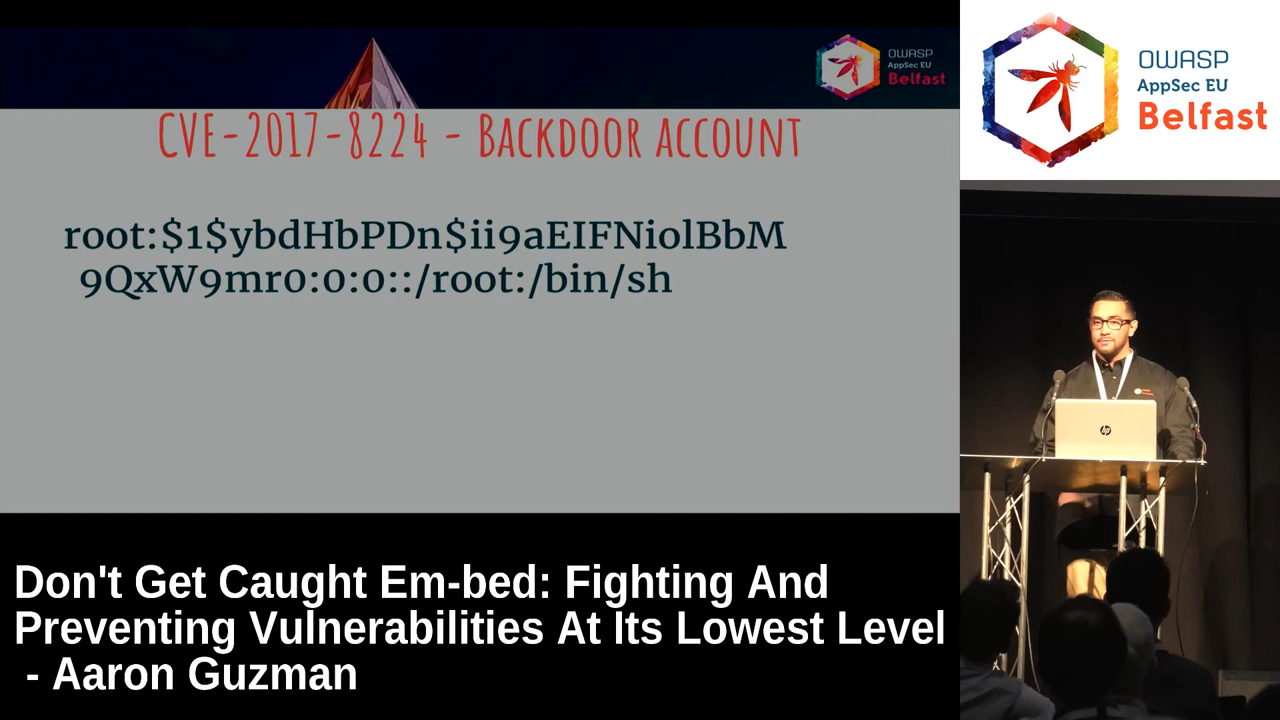 OWASP
AppSec EU
Belfast
CVE-2017-8224 - Backdoor account
root:$1$ybdHbPDn$ii9aEIFNiolBbM
9QxW9mr0:0:0::/root:/bin/sh
OWASP
AppSec EU
Belfast
hp
Don't Get Caught Em-bed: Fighting And
Preventing Vulnerabilities At Its Lowest Level
- Aaron Guzman